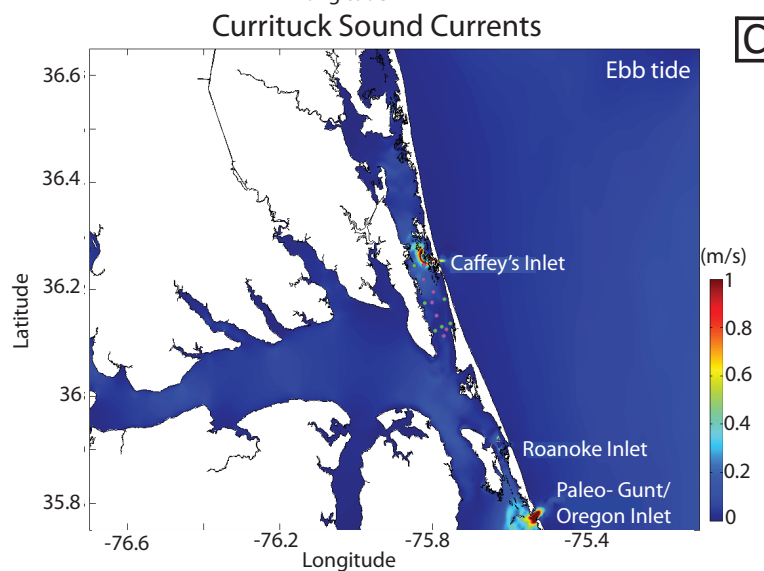 Currituck Sound Currents
C
Ebb tide
36.6
36.4
36.2
36
35.8
Latitude
Caffey's Inlet
Roanoke Inlet
Paleo- Gunt/
Oregon Inlet
(m/s)
1
0.8
0.6
0.4
0.2
0
-76.6
-76.2
-75.8
-75.4
Longitude